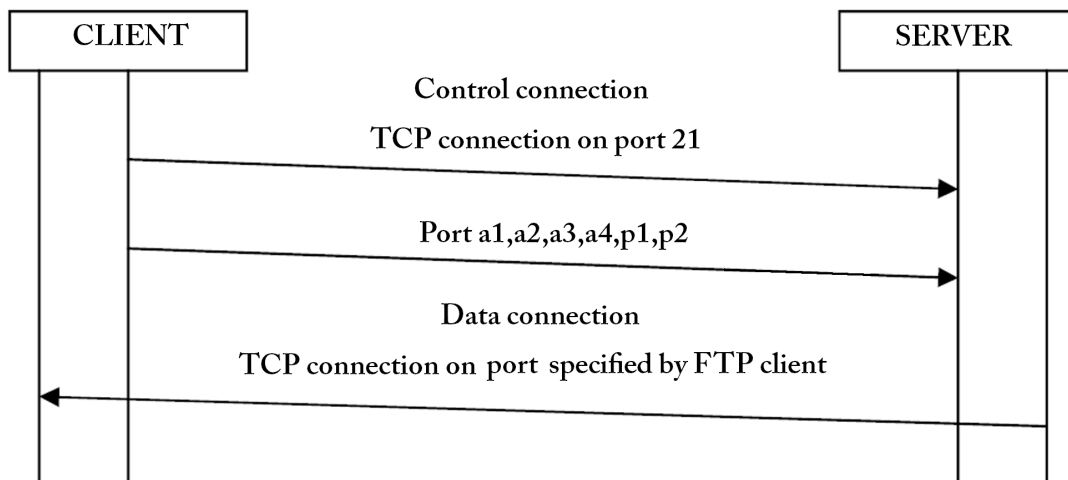 CLIENT
SERVER
Control connection
TCP connection on port 21
Port a1,a2,a3,a4,p1,p2
Data connection
TCP connection on port specified by FTP client